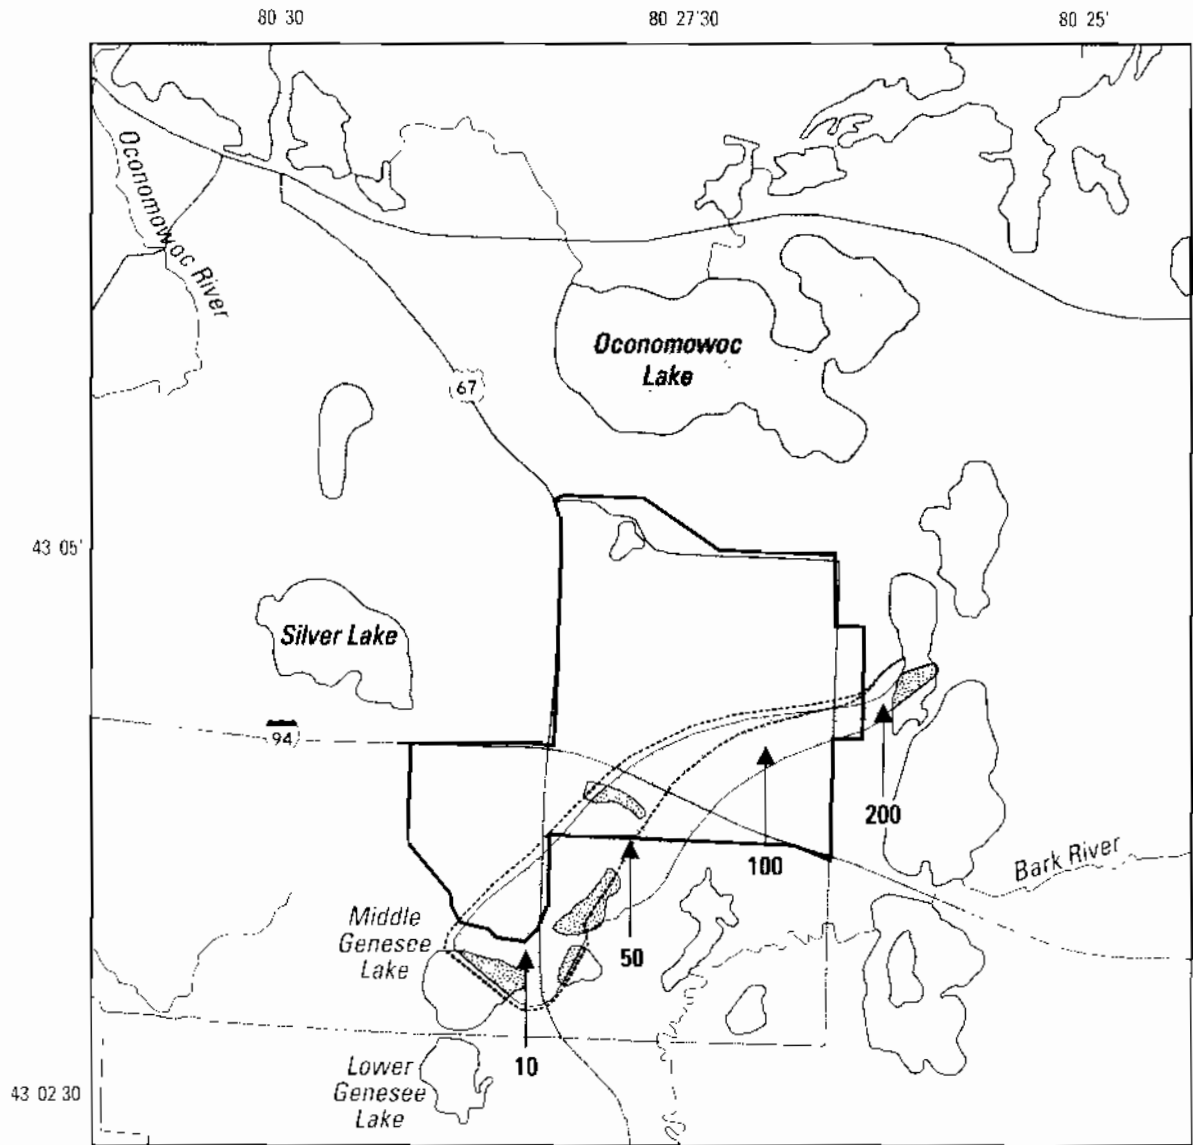 80 30
80 27'30
80 25'
Oconomowoc River
Oconomowoc
Lake
67
43 05'
Silver Lake
94
200
100
Bark River
Middle
Genesee
Lake
50
10
Lower
Genesee
Lake
43 02 30